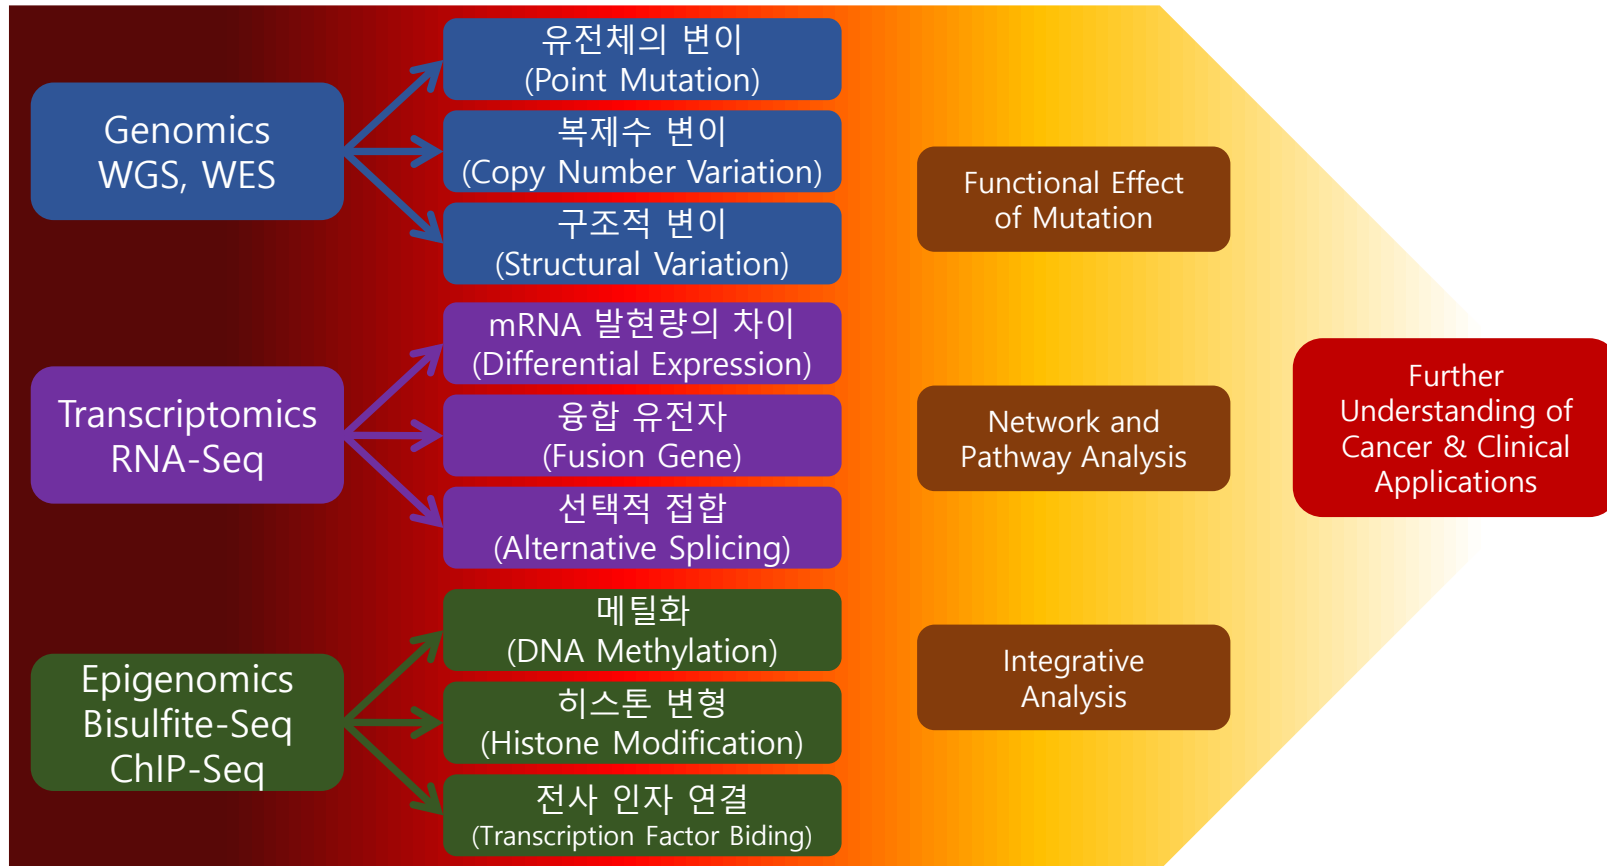 Genomics
WGS, WES
유전체의 변이
(Point Mutation)
복제수 변이
(Copy Number Variation)
구조적 변이
(Structural Variation)
Transcriptomics
RNA-Seq
mRNA 발현량의 차이
(Differential Expression)
융합 유전자
(Fusion Gene)
선택적 접합
(Alternative Splicing)
Epigenomics
Bisulfite-Seq
ChIP-Seq
메틸화
(DNA Methylation)
히스톤 변형
(Histone Modification)
전사 인자 연결
(Transcription Factor Biding)
Functional Effect
of Mutation
Network and
Pathway Analysis
Integrative
Analysis
Further
Understanding of
Cancer & Clinical
Applications